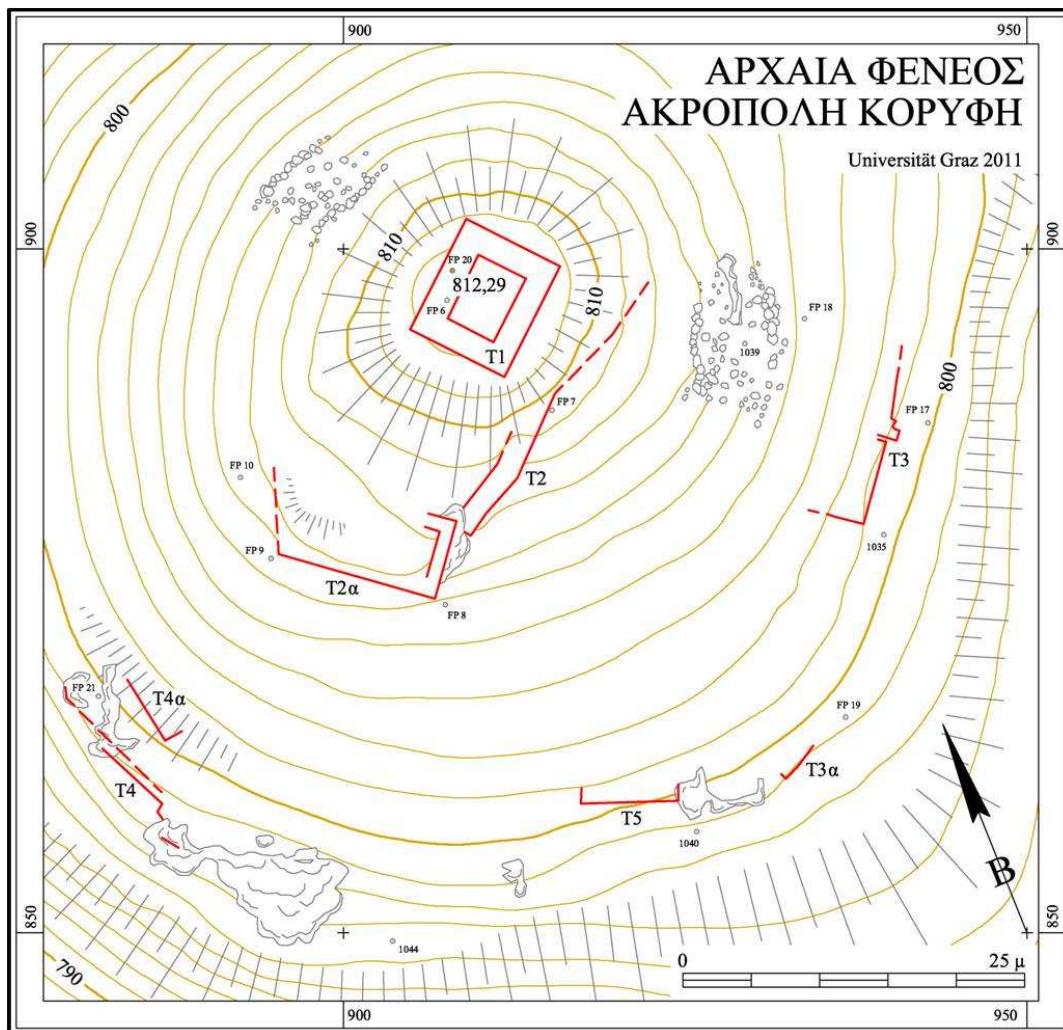 900
950
ΑΡΧΑΙΑ ΦΕΝΕΟΣ
ΑΚΡΟΠΟΛΗ ΚΟΡΥΦΗ
Universität Graz 2011
800
900
900
810
FP 20
812,29
FP 6
810
T1
FP 18
1039
800
FP 7
FP 17
T3
FP 10
T2
1035
FP 9
T2α
FP 8
FP 21
T4α
FP 19
T3α
T4
T5
1040
B
850
850
1044
0
25 μ
790
900
950